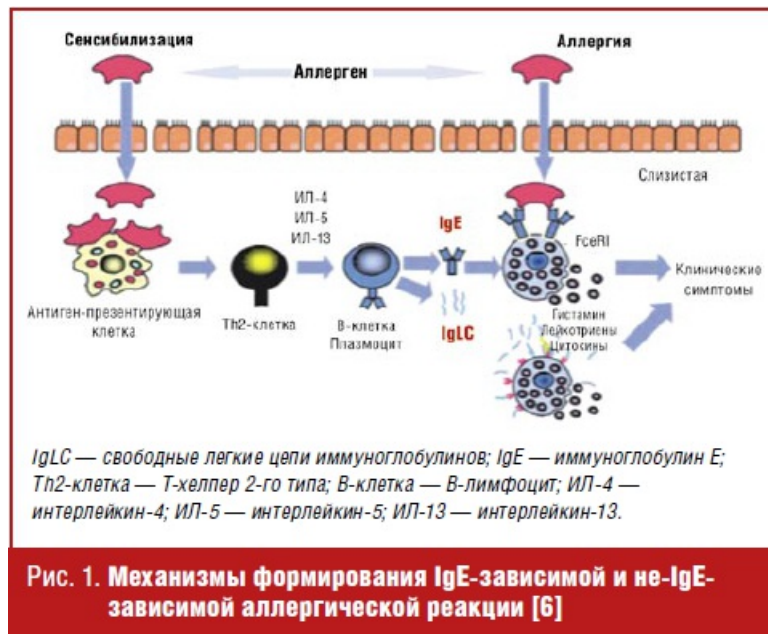 Сенсибилизация
Аллергия
Аллерген
Слизистая
ИЛ-4
ИЛ-5
ИЛ-13
IgE
FceRI
Клинические
симптомы
Антиген-презентирующая
клетка
Th2-клетка
В-клетка
Плазмоцит
IgLC
Гистамин
Лейкотриены
Цитосины
IgLC — свободные легкие цепи иммуноглобулинов; IgE — иммуноглобулин Е;
Th2-клетка — Т-хелпер 2-го типа; В-клетка — В-лимфоцит; ИЛ-4 —
интерлейкин-4; ИЛ-5 — интерлейкин-5; ИЛ-13 — интерлейкин-13.
Рис. 1. Механизмы формирования IgE-зависимой и не-IgE-
зависимой аллергической реакции [6]